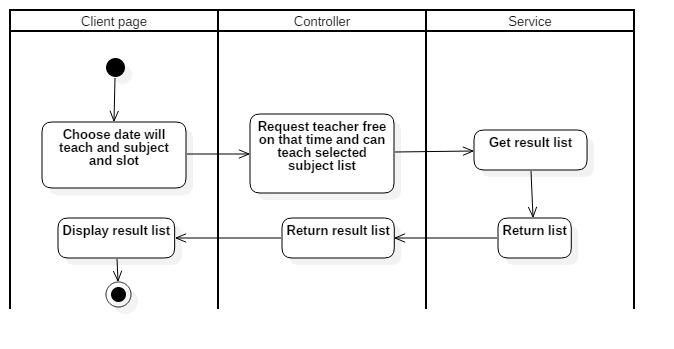 Client page
Controller
Service
Choose date will
teach and subject
and slot
Request teacher free
on that time and can
teach selected
subject list
Get result list
Display result list
Return result list
Return list